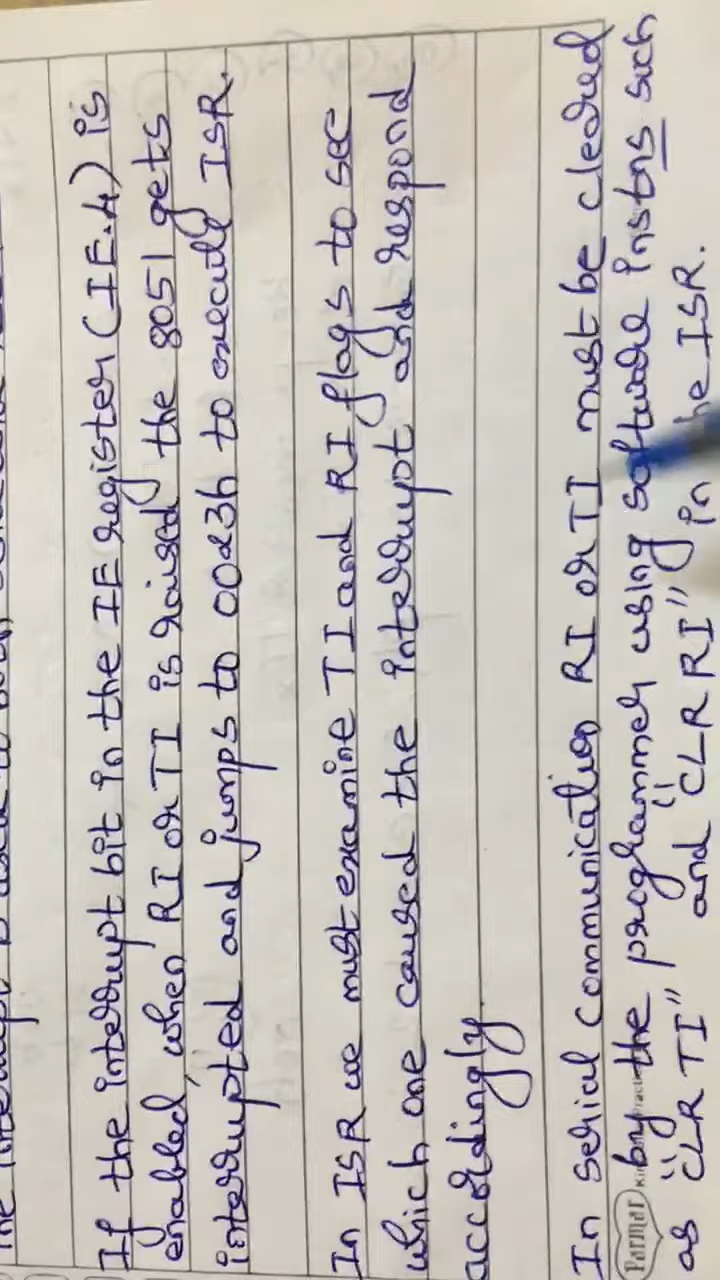 If the interrupt bit in the IE register (IE.4) is
enabled, when RI or TI is raised the 8051 gets
interrupted and jumps to 0023h to execute ISR.
In ISR we must examine TI and RI flags to see
which one caused the interrupt and respond
accordingly
In serial communication RI or TI must be cleared
by the programmer using software instns such
as "CLR TI" and "CLR RI" in the ISR.
Parmar